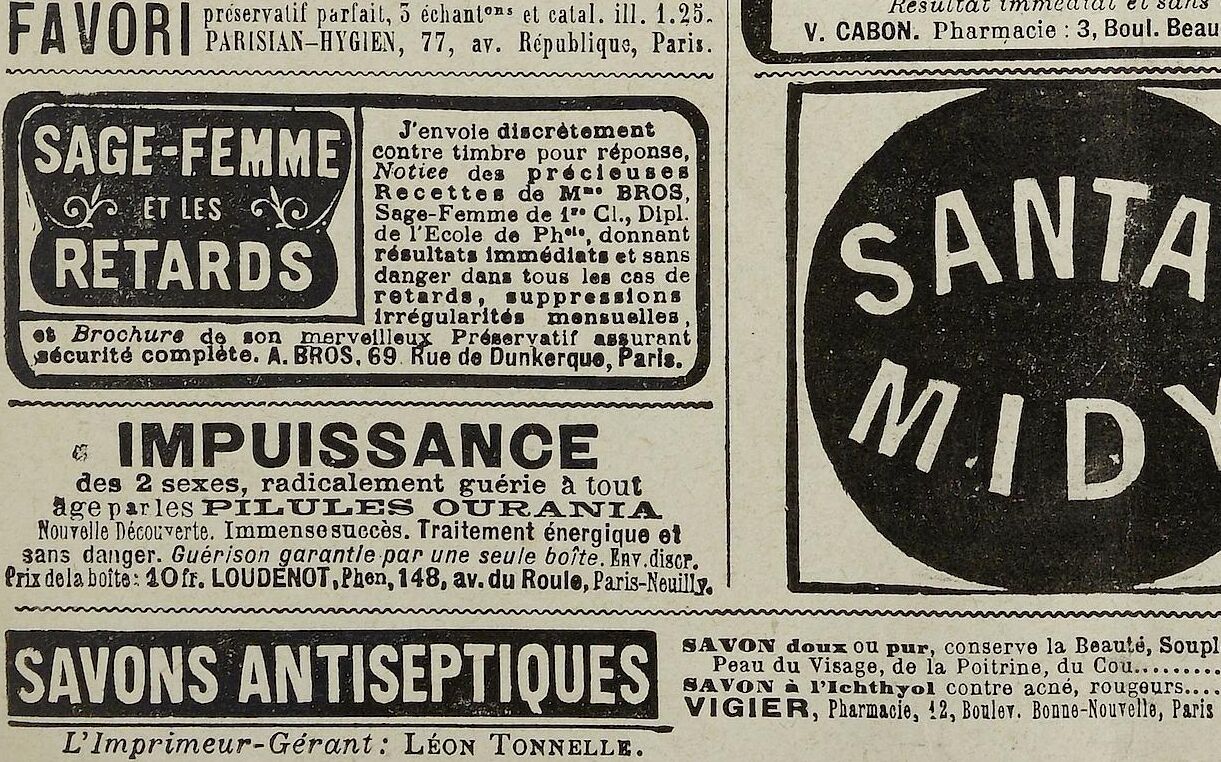 FAVORI
préservatif parfait, 3 échantons et catal. ill. 1.25.
PARISIAN-HYGIEN, 77, av. République, Paris.
SAGE-FEMME
ET LES
RETARDS
J'envoie discrètement
contre timbre pour réponse,
Notice des précieuses
Recettes de Mme BROS,
Sage-Femme de 1re Cl., Dipl.
de l'Ecole de Phcie, donnant
résultats immédiats et sans
danger dans tous les cas de
retards, suppressions
irrégularités mensuelles,
et Brochure de son merveilleux Préservatif assurant
sécurité complète. A. BROS. 69 Rue de Dunkerque, Paris.
IMPUISSANCE
des 2 sexes, radicalement guérie à tout
âge par les PILULES OURANIA
Nouvelle Découverte. Immense succès. Traitement énergique et
sans danger. Guérison garantie par une seule boîte. Env. discr.
Prix de la boîte: 10 fr. LOUDENOT, Phen, 148, av. du Roule, Paris-Neuilly.
Résultat immédiat et sans
V. CABON. Pharmacie : 3, Boul. Beau
SANTA
MIDY
SAVONS ANTISEPTIQUES
SAVON doux ou pur, conserve la Beauté, Soupl
Peau du Visage, de la Poitrine, du Cou.........
SAVON à l'Ichthyol contre acné, rougeurs....
VIGIER, Pharmacie, 12, Boulev. Bonne-Nouvelle, Paris
L'Imprimeur-Gérant : LÉON TONNELLE.